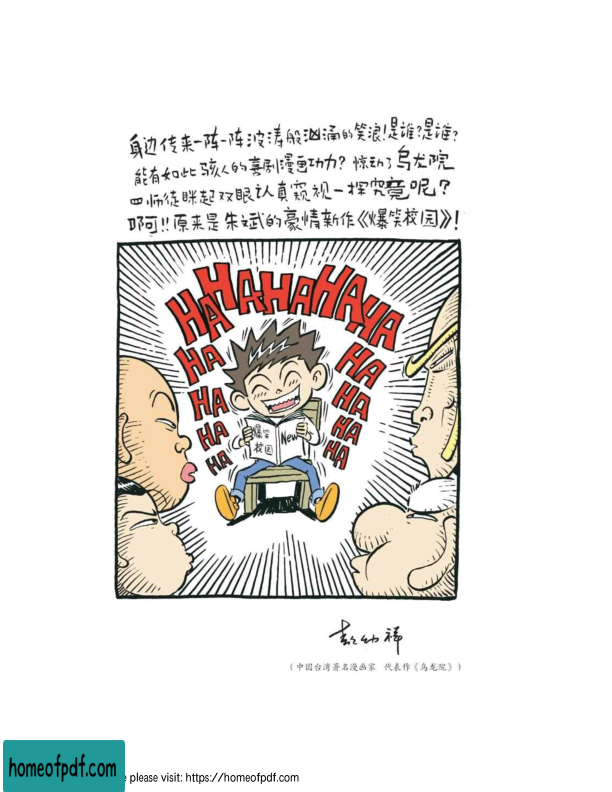 身边传来一阵一阵波涛般汹涌的笑浪!是谁?是谁?
能有如此骇人的喜剧漫画功力?惊动了乌龙院
四师徒眯起双眼认真窥视一探究竟呢?
啊!!原来是朱斌的豪情新作《爆笑校园》!
HAHAHAHAHAHA
HA HA
HA HA
HA HA
HA HA
爆笑
校园
New
敖幼祥
(中国台湾著名漫画家 代表作《乌龙院》)
homeofpdf.com
e please visit: https://homeofpdf.com